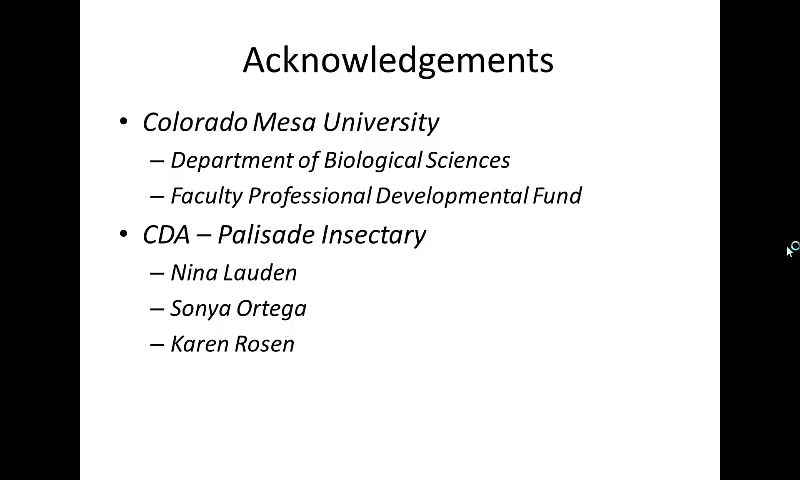 Acknowledgements
• Colorado Mesa University
– Department of Biological Sciences
– Faculty Professional Developmental Fund
• CDA – Palisade Insectary
– Nina Lauden
– Sonya Ortega
– Karen Rosen